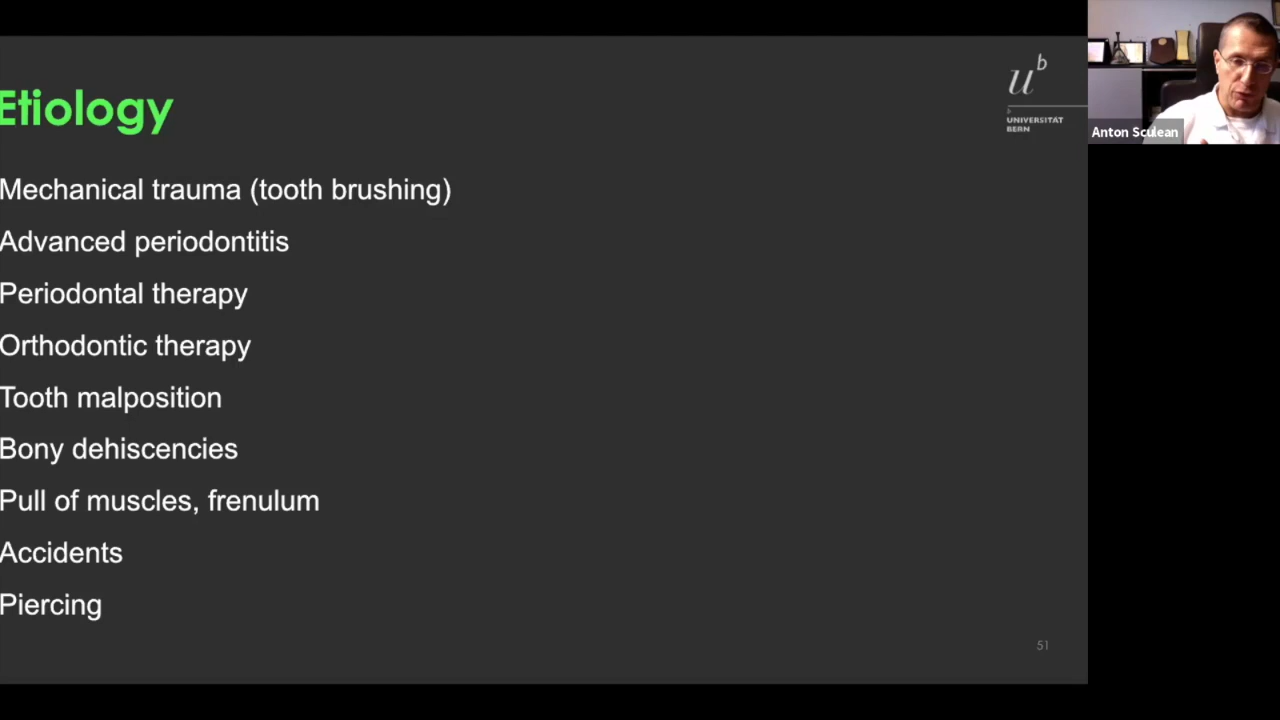 Etiology
u^b
b
UNIVERSITÄT
BERN
Mechanical trauma (tooth brushing)
Advanced periodontitis
Periodontal therapy
Orthodontic therapy
Tooth malposition
Bony dehiscencies
Pull of muscles, frenulum
Accidents
Piercing
51
Anton Sculean